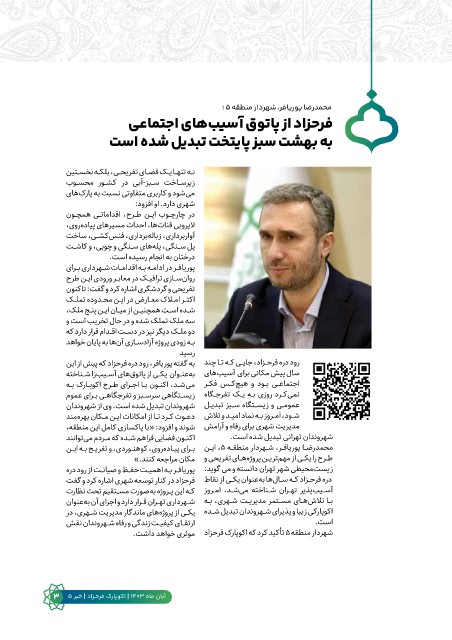 محمدرضا پوریافر، شهردار منطقه ۵ :
فرحزاد از پاتوق آسیب‌های اجتماعی
به بهشت سبز پایتخت تبدیل شده است
رود دره فرحزاد، جایی که تا چند
سال پیش مکانی برای آسیب‌های
اجتماعی بود و هیچ‌کس فکر
نمی‌کرد روزی به یک تفرجگاه
عمومی و زیستگاه سبز تبدیل
شود، امروز به نماد امید و تلاش
مدیریت شهری برای رفاه و آرامش
شهروندان تهرانی تبدیل شده است.
محمدرضا پوریافر، شهردار منطقه ۵، این
طرح را یکی از مهم‌ترین پروژه‌های تفریحی و
زیست‌محیطی شهر تهران دانسته و می گوید:
دره فرحزاد که سال‌ها به‌عنوان یکی از نقاط
آسیب‌پذیر تهران شناخته می‌شد، امروز
با تلاش‌های مستمر مدیریت شهری، به
اکوپارکی زیبا و پذیرای شهروندان تبدیل شده
است.
شهردار منطقه ۵ تأکید کرد که اکوپارک فرحزاد
نه تنها یک فضای تفریحی، بلکه نخستین
زیرساخت سبز-آبی در کشور محسوب
می‌شود و کاربری متفاوتی نسبت به پارک‌های
شهری دارد. او افزود:
در چارچوب این طرح، اقداماتی همچون
لایروبی قنات‌ها، احداث مسیرهای پیاده‌روی،
آواربرداری، زباله‌برداری، فنس‌کشی، ساخت
پل سنگی، پله‌های سنگی و چوبی، و کاشت
درختان به انجام رسیده است.
پوریافر در ادامه به اقدامات شهرداری برای
روان‌سازی ترافیک در معابر ورودی این طرح
تفریحی و گردشگری اشاره کرد و گفت: تاکنون
اکثر املاک معارض در این محدوده تملک
شده است همچنین از میان این پنج ملک،
سه ملک تملک شده و در حال تخریب است و
دو ملک دیگر نیز در دست اقدام قرار دارد که
به زودی پروژه آزادسازی آن‌ها به پایان خواهد
رسید
به گفته پوریافر، رود دره فرحزاد که پیش از این
به‌عنوان یکی از پاتوق‌های آسیب‌زا شناخته
می‌شد، اکنون با اجرای طرح اکوپارک به
زیستگاهی سرسبز و تفرجگاهی برای عموم
شهروندان تبدیل شده است. وی از شهروندان
دعوت کرد تا از امکانات این مکان بهره‌مند
شوند و افزود: «با پاکسازی کامل این منطقه،
اکنون فضایی فراهم شده که مردم می‌توانند
برای پیاده‌روی، کوهنوردی، و تفریح به این
مکان مراجعه کنند.»
پوریافر به اهمیت حفظ و صیانت از رود دره
فرحزاد در کنار توسعه شهری اشاره کرد و گفت
که این پروژه به‌صورت مستقیم تحت نظارت
شهرداری تهران قرار دارد و اجرای آن به‌عنوان
یکی از پروژه‌های ماندگار مدیریت شهری، در
ارتقای کیفیت زندگی و رفاه شهروندان نقش
موثری خواهد داشت.
آبان ماه ۱۴۰۳ | اکوپارک فرحزاد | خبر ۵
۳